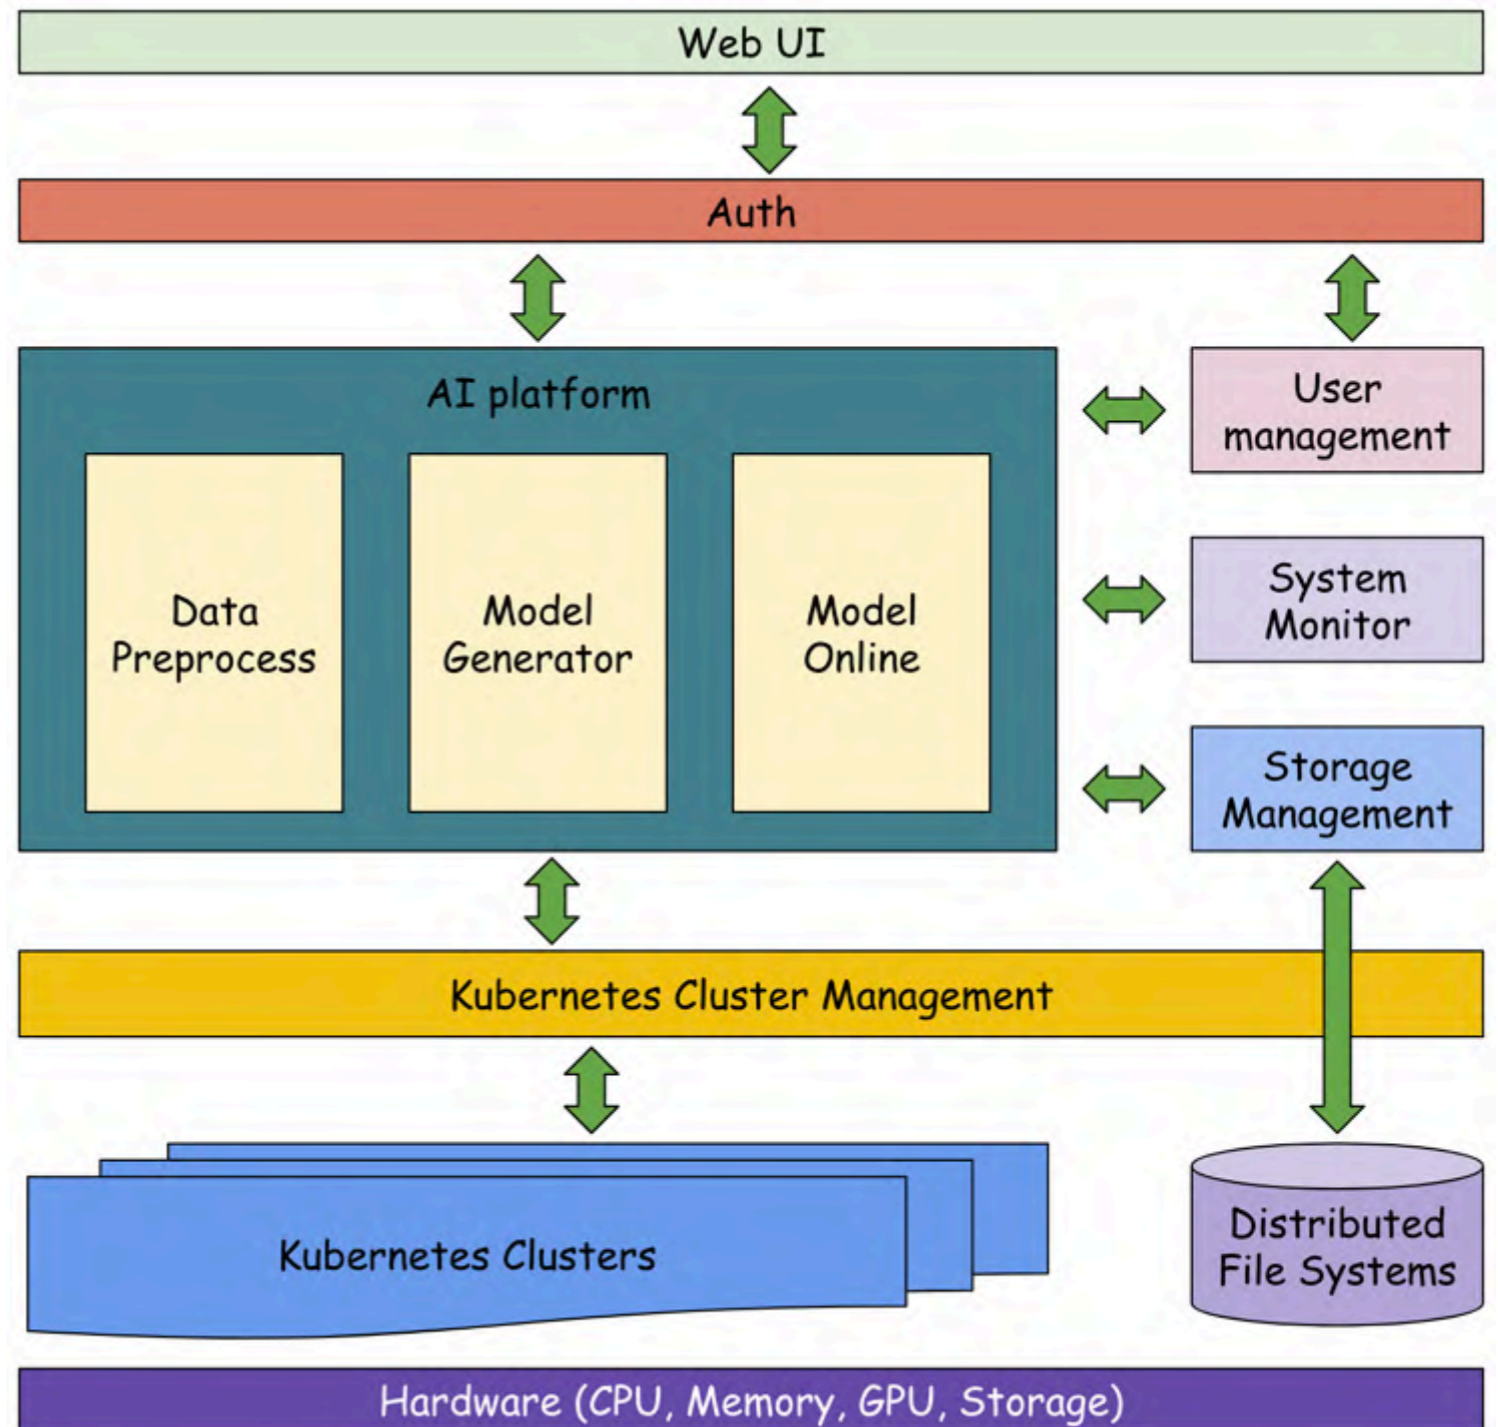 Web UI
Auth
AI platform
Data
Preprocess
Model
Generator
Model
Online
User
management
System
Monitor
Storage
Management
Kubernetes Cluster Management
Kubernetes Clusters
Distributed
File Systems
Hardware (CPU, Memory, GPU, Storage)